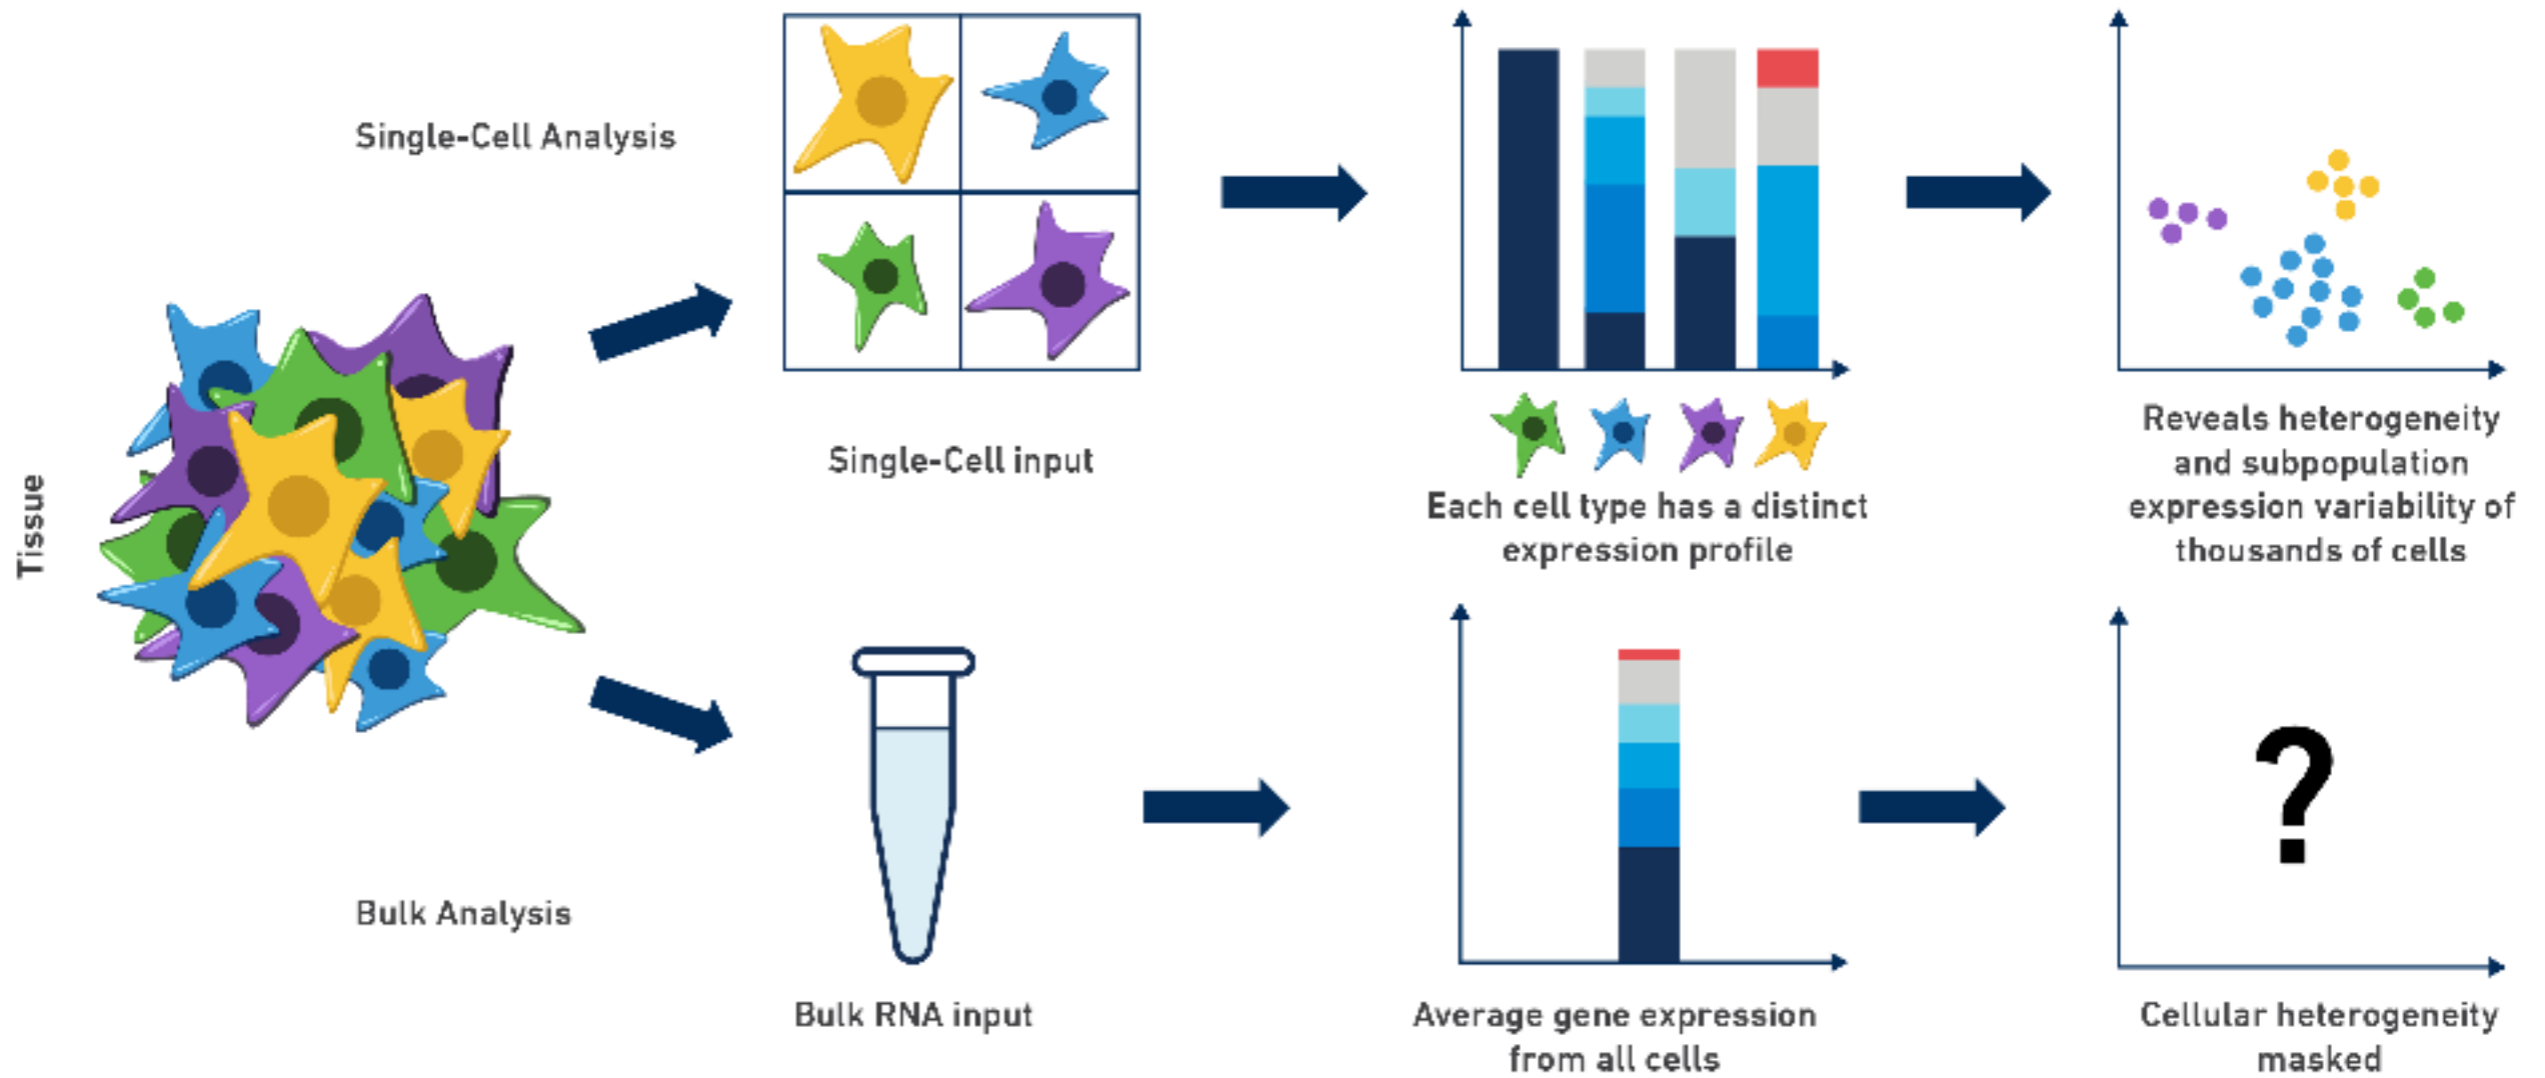 Tissue
Single-Cell Analysis
Single-Cell input
Each cell type has a distinct
expression profile
Reveals heterogeneity
and subpopulation
expression variability of
thousands of cells
Bulk Analysis
Bulk RNA input
Average gene expression
from all cells
?
Cellular heterogeneity
masked